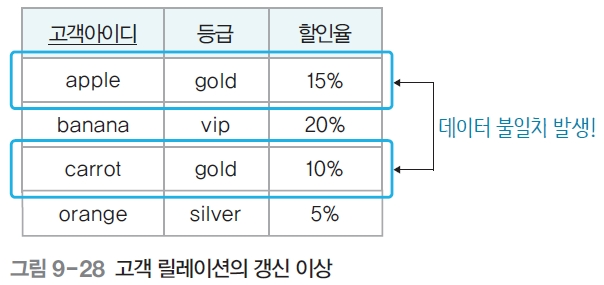 고객아이디 등급 할인율
apple gold 15%
banana vip 20%
데이터 불일치 발생!
carrot gold 10%
orange silver 5%
그림 9-28 고객 릴레이션의 갱신 이상